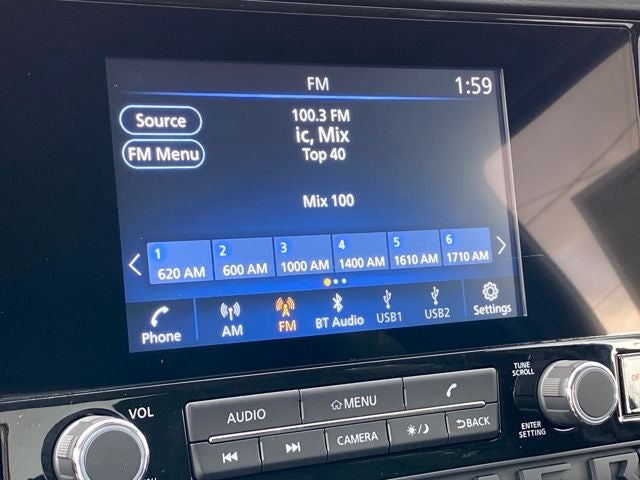 FM
1:59
Source
100.3 FM
ic, Mix
FM Menu
Top 40
Mix 100
1 620 AM
2 600 AM
3 1000 AM
4 1400 AM
5 1610 AM
6 1710 AM
Phone
AM
FM
BT Audio
USB1
USB2
Settings
VOL
AUDIO
MENU
CAMERA
BACK
TUNE
SCROLL
ENTER
SETTING